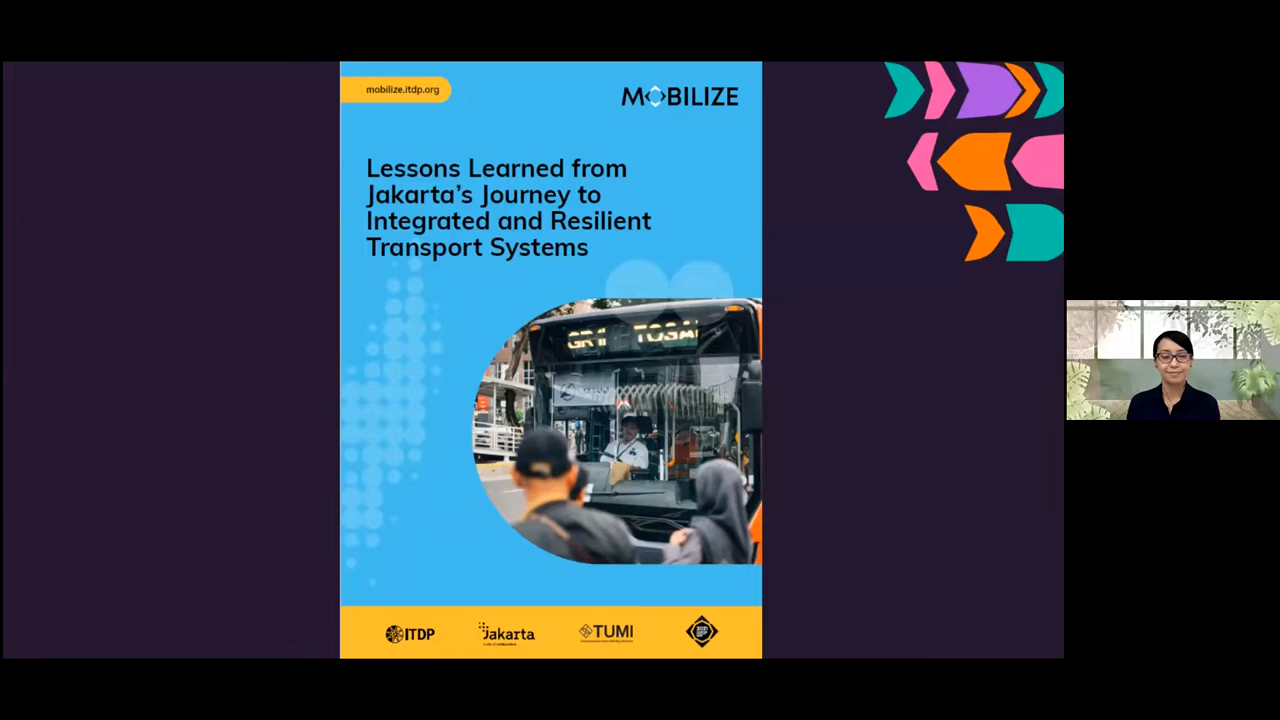 mobilize.itdp.org
MOBILIZE
Lessons Learned from
Jakarta's Journey to
Integrated and Resilient
Transport Systems
ITDP
Jakarta
TUMI